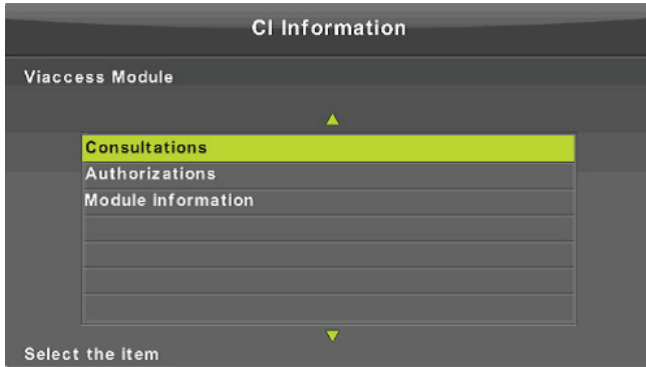 CI Information
Viaccess Module
Consultations
Authorizations
Module information
Select the item